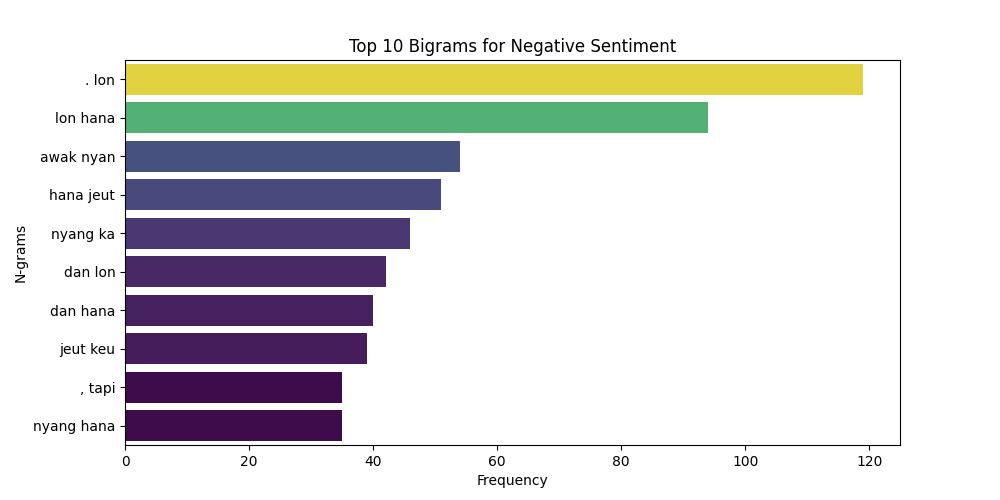 Top 10 Bigrams for Negative Sentiment
N-grams
. lon
lon hana
awak nyan
hana jeut
nyang ka
dan lon
dan hana
jeut keu
, tapi
nyang hana
0 20 40 60 80 100 120
Frequency